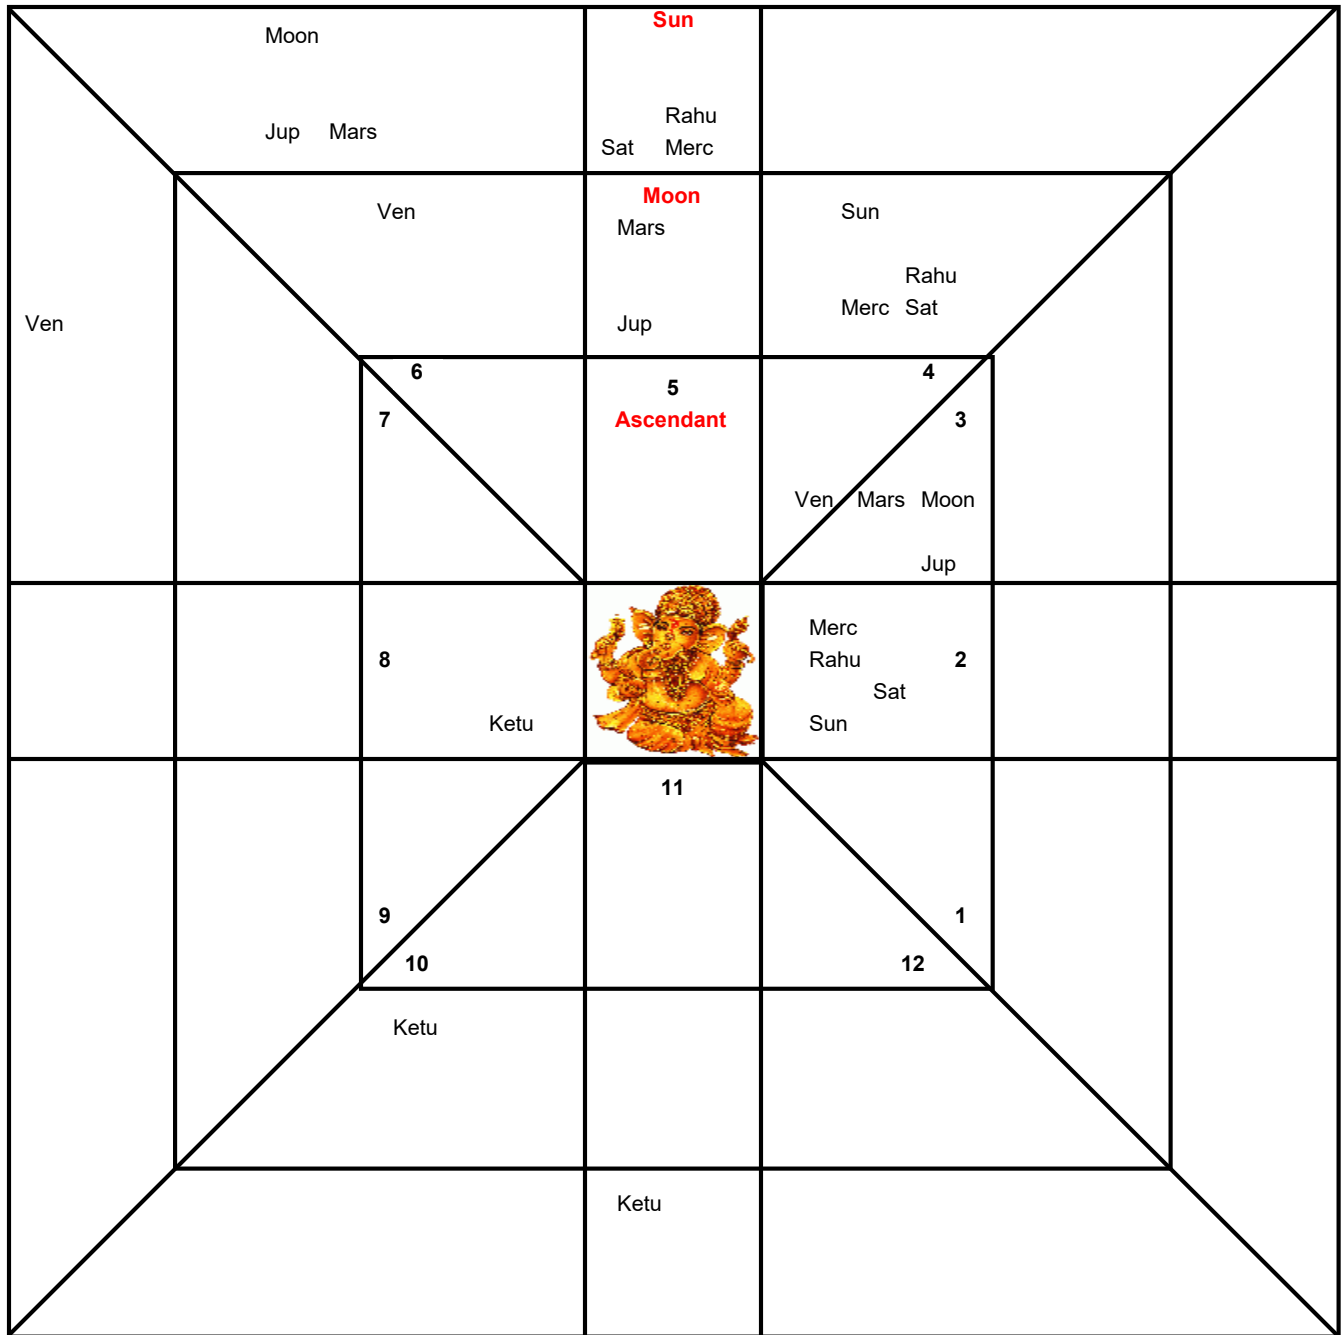 Sun
Moon
Rahu
Jup Mars
Sat Merc
Moon
Ven
Sun
Mars
Rahu
Merc Sat
Ven
Jup
6
4
5
7
Ascendant
3
Ven Mars Moon
Jup
Merc
8
Rahu
2
Sat
Ketu
Sun
11
9
1
10
12
Ketu
Ketu